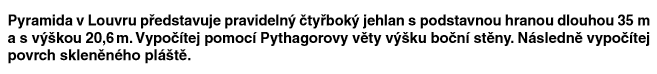 Pyramida v Louvru představuje pravidelný čtyřboký jehlan s podstavnou hranou dlouhou 35 m
a s výškou 20,6 m. Vypočítej pomocí Pythagorovy věty výšku boční stěny. Následně vypočítej
povrch skleněného pláště.